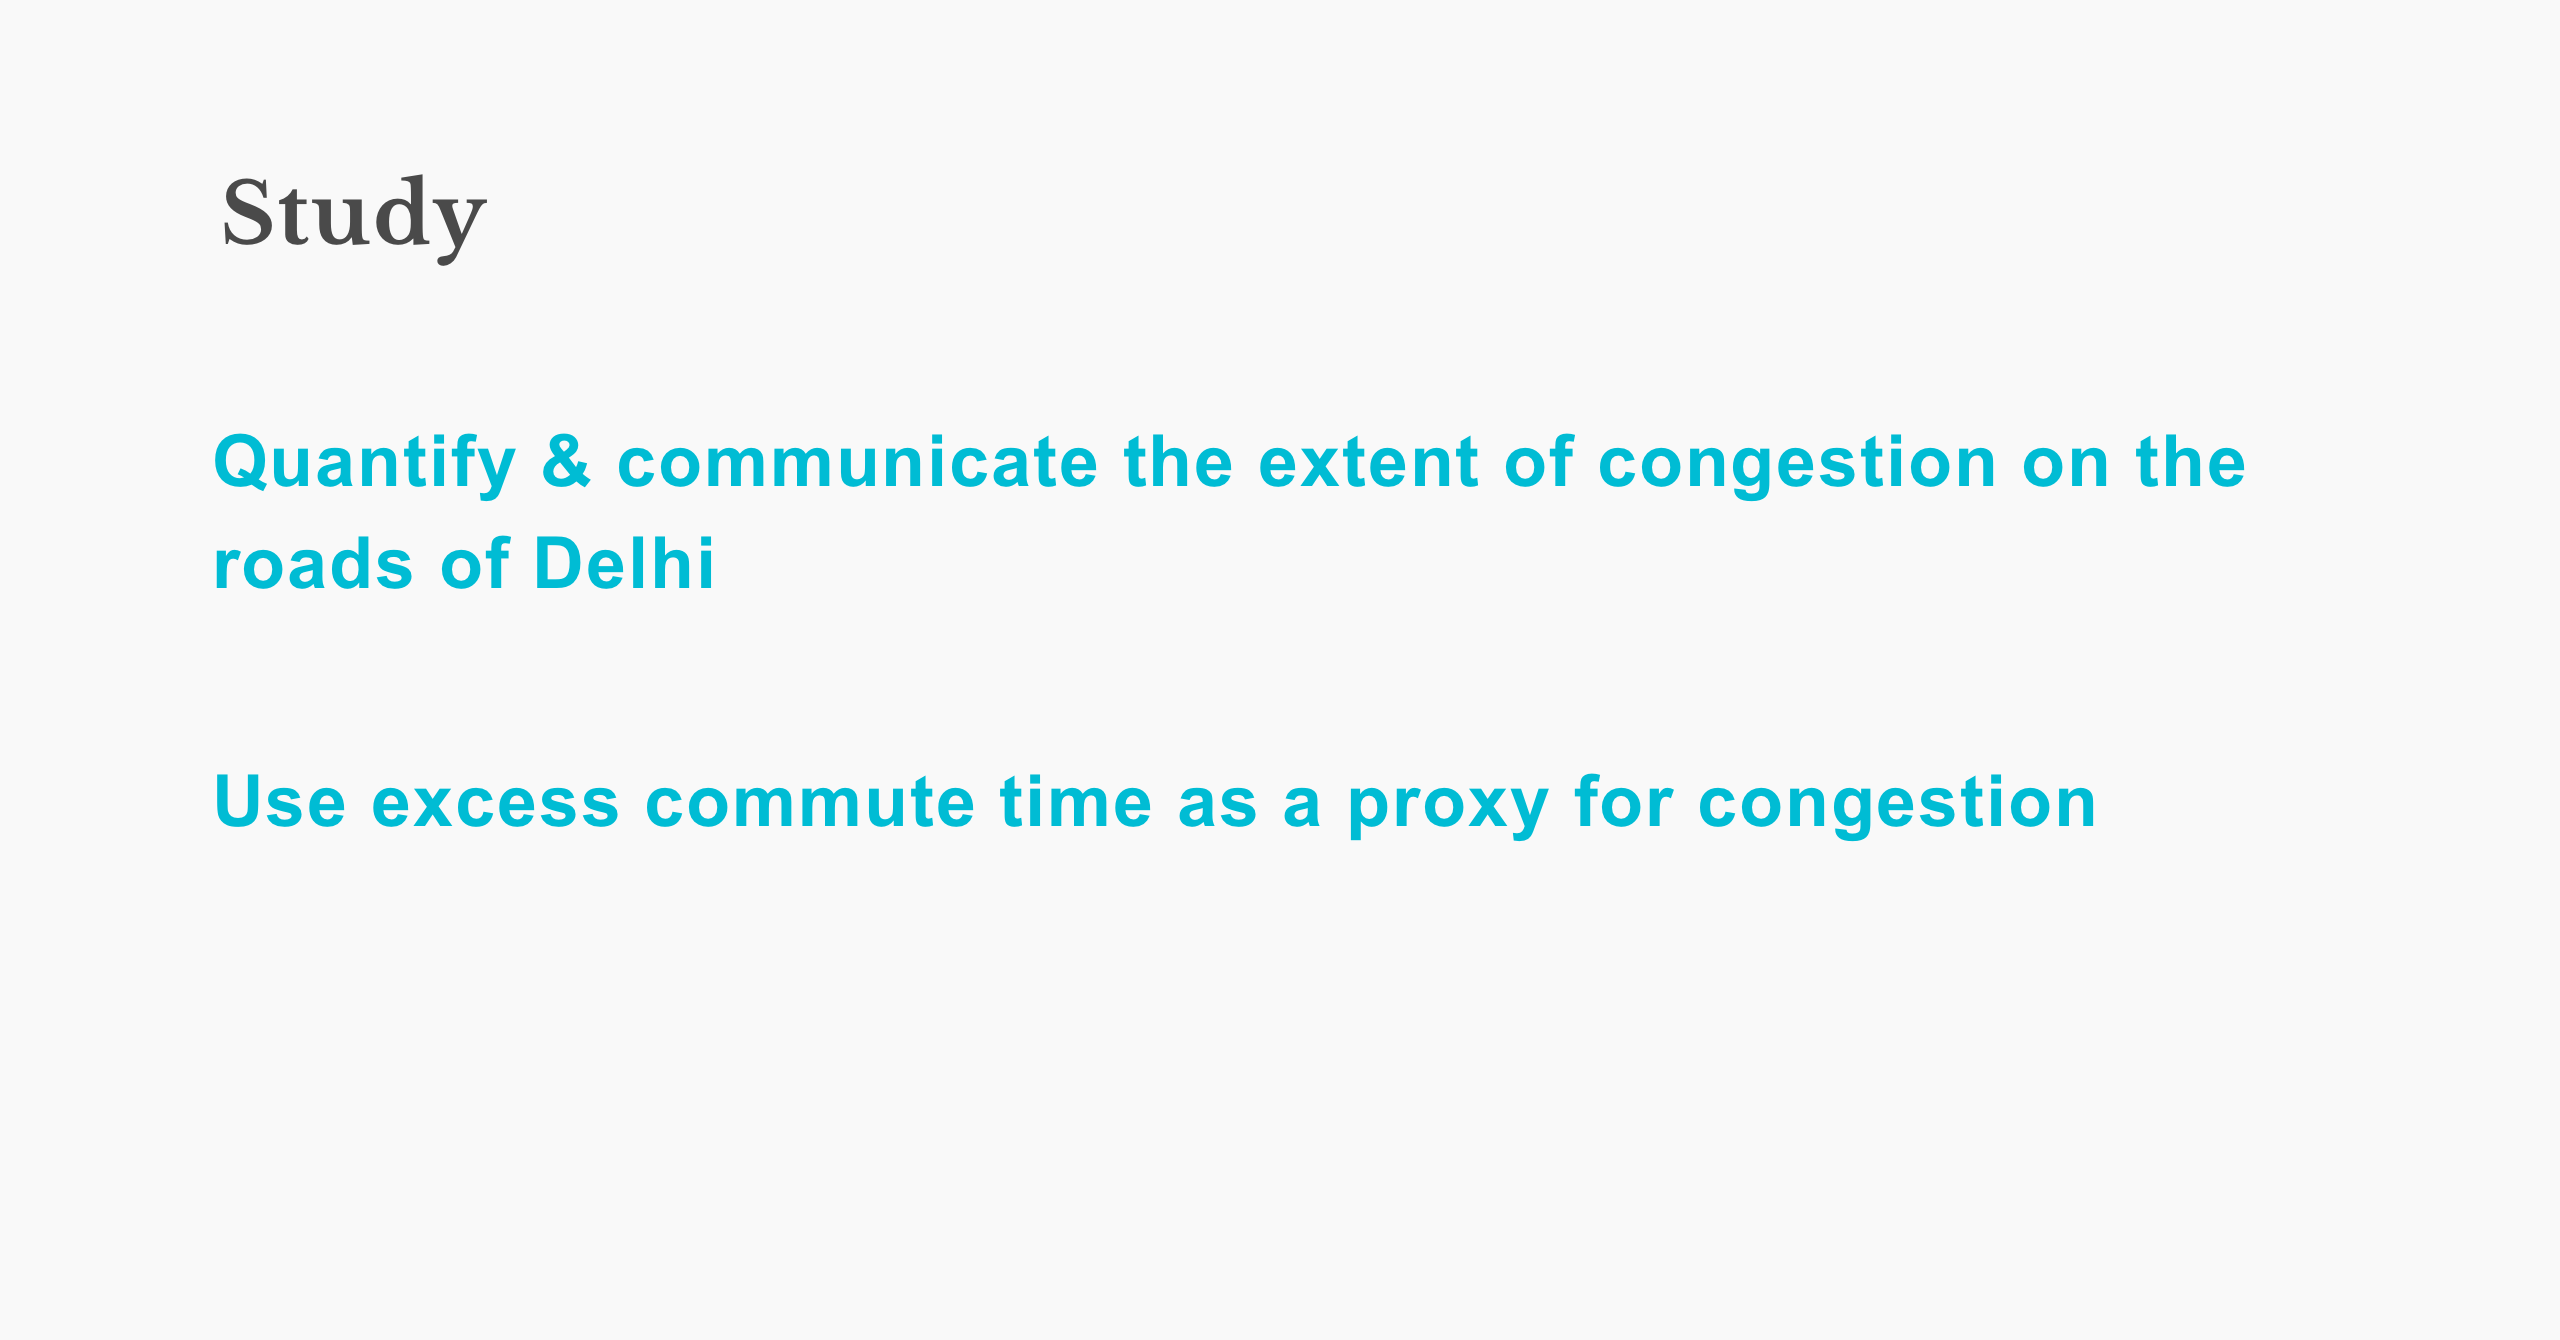 Study
Quantify & communicate the extent of congestion on the
roads of Delhi
Use excess commute time as a proxy for congestion